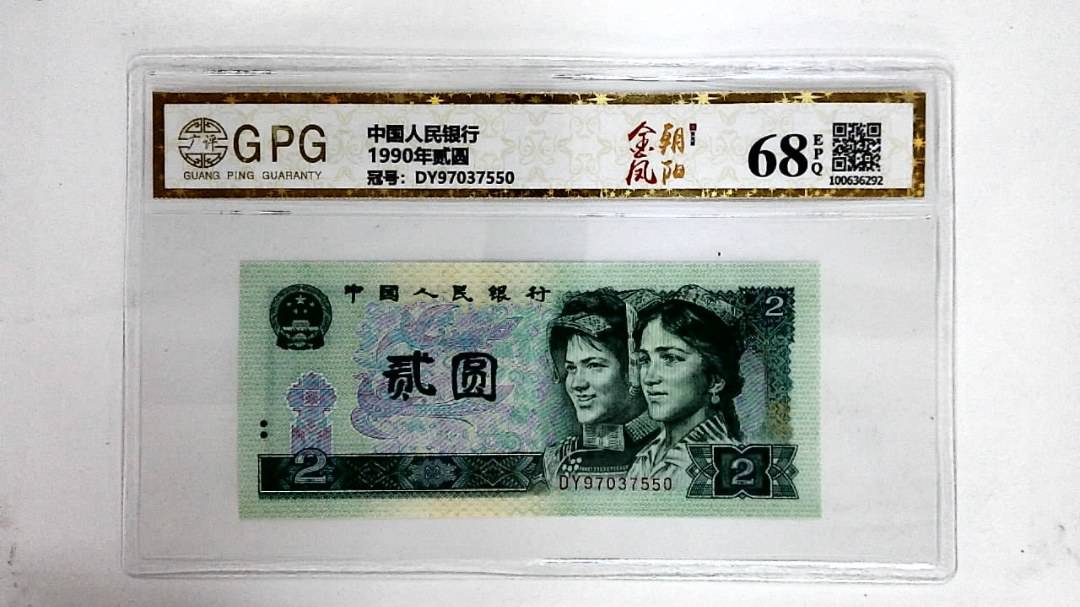 广评
GPG
GUANG PING GUARANTY
中国人民银行
1990年贰圆
冠号：DY97037550
金凤
朝阳
68
EPQ
100636292
中国人民银行
2
贰圆
2
DY97037550
2